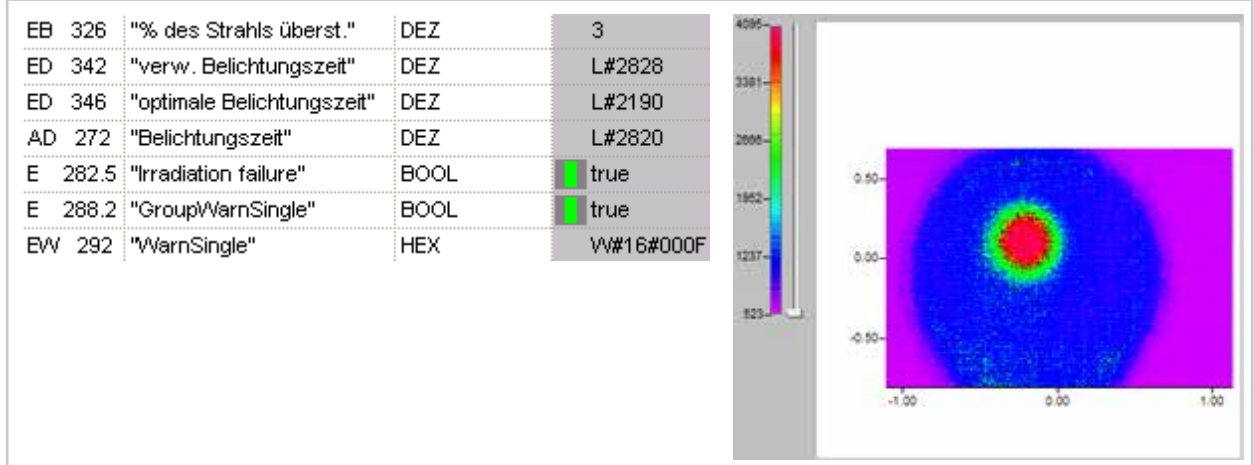 EB 326 "% des Strahls überst." DEZ 3
ED 342 "verw. Belichtungszeit" DEZ L#2828
ED 346 "optimale Belichtungszeit" DEZ L#2190
AD 272 "Belichtungszeit" DEZ L#2820
E 282.5 "Irradiation failure" BOOL true
E 288.2 "GroupWarnSingle" BOOL true
EW 292 "WarnSingle" HEX W#16#000F
4095
3381
1952
1237
523
0.50
0.00
-0.50
-1.00 0.00 1.00